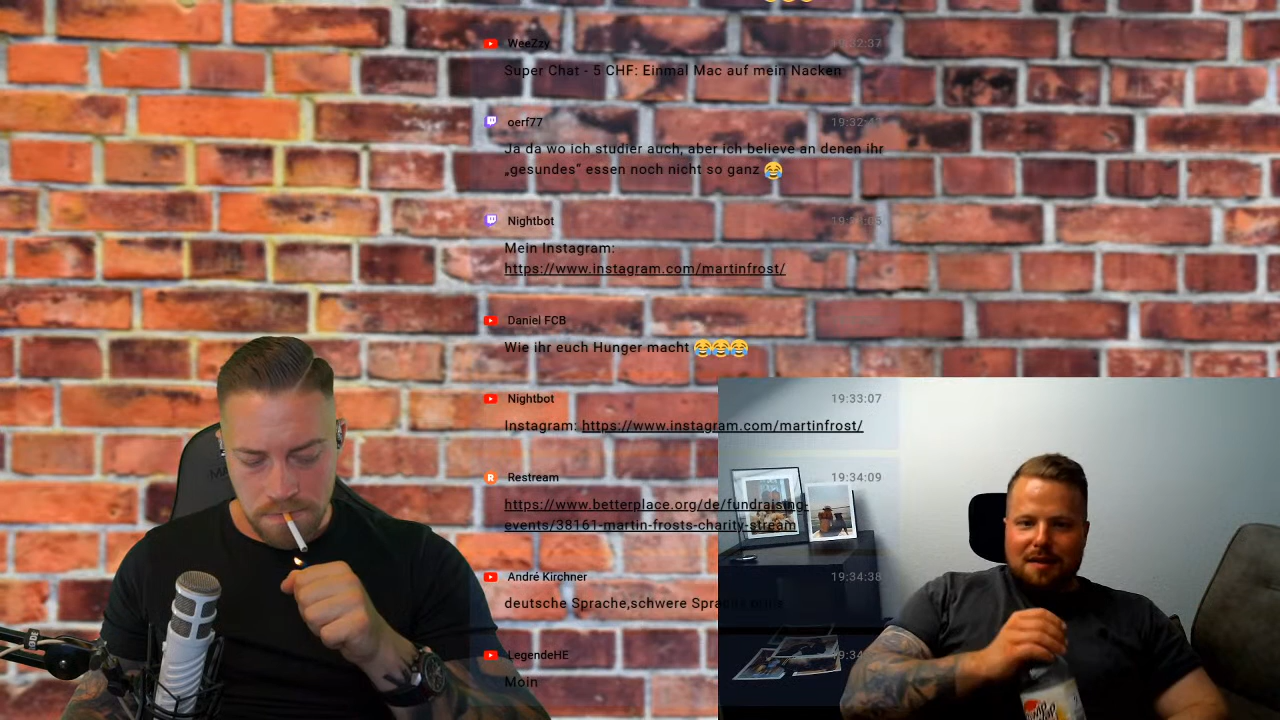 WeeZzy 19:32:37
Super Chat - 5 CHF: Einmal Mac auf mein Nacken
oerf77
Ja da wo ich studier auch, aber ich believe an denen ihr
„gesundes“ essen noch nicht so ganz 😂
Nightbot
Mein Instagram:
https://www.instagram.com/martinfrost/
Daniel FCB
Wie ihr euch Hunger macht 😂😂😂
Nightbot 19:33:07
Instagram: https://www.instagram.com/martinfrost/
Restream 19:34:09
https://www.betterplace.org/de/fundraising-
events/38161-martin-frosts-charity-stream
André Kirchner 19:34:38
deutsche Sprache,schwere Sprache
LegendeHE
Moin